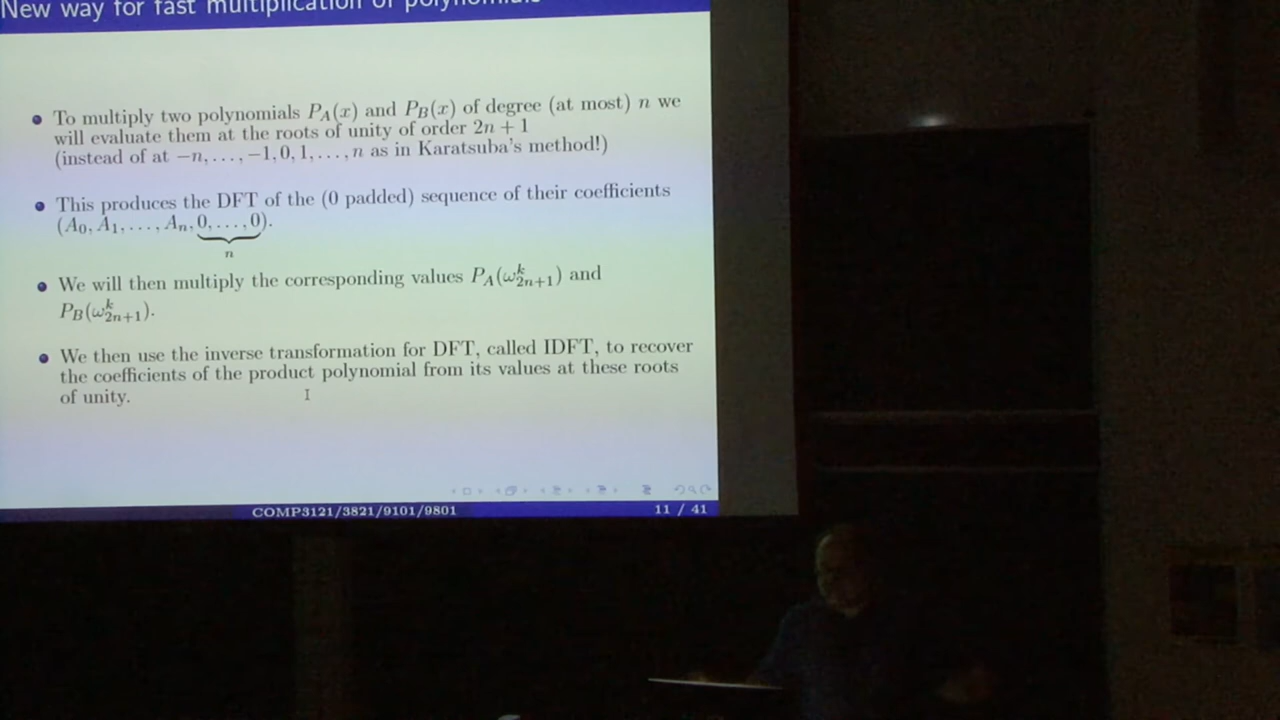 New way for fast multiplication of polynomials
• To multiply two polynomials P_A(x) and P_B(x) of degree (at most) n we
will evaluate them at the roots of unity of order 2n + 1
(instead of at −n, . . . , −1, 0, 1, . . . , n as in Karatsuba's method!)
• This produces the DFT of the (0 padded) sequence of their coefficients
(A_0, A_1, . . . , A_n, 0, . . . , 0).
n
• We will then multiply the corresponding values P_A(ω^k_{2n+1}) and
P_B(ω^k_{2n+1}).
• We then use the inverse transformation for DFT, called IDFT, to recover
the coefficients of the product polynomial from its values at these roots
of unity.
COMP3121/3821/9101/9801 11 / 41